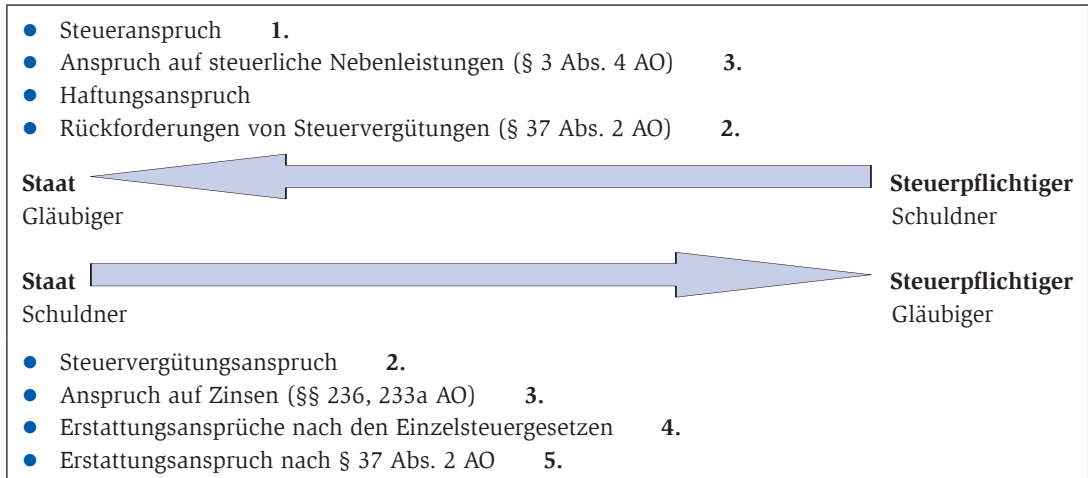 ● Steueranspruch 1.
● Anspruch auf steuerliche Nebenleistungen (§ 3 Abs. 4 AO) 3.
● Haftungsanspruch
● Rückforderungen von Steuervergütungen (§ 37 Abs. 2 AO) 2.
Staat Steuerpflichtiger
Gläubiger Schuldner
Staat Steuerpflichtiger
Schuldner Gläubiger
● Steuervergütungsanspruch 2.
● Anspruch auf Zinsen (§§ 236, 233a AO) 3.
● Erstattungsansprüche nach den Einzelsteuergesetzen 4.
● Erstattungsanspruch nach § 37 Abs. 2 AO 5.